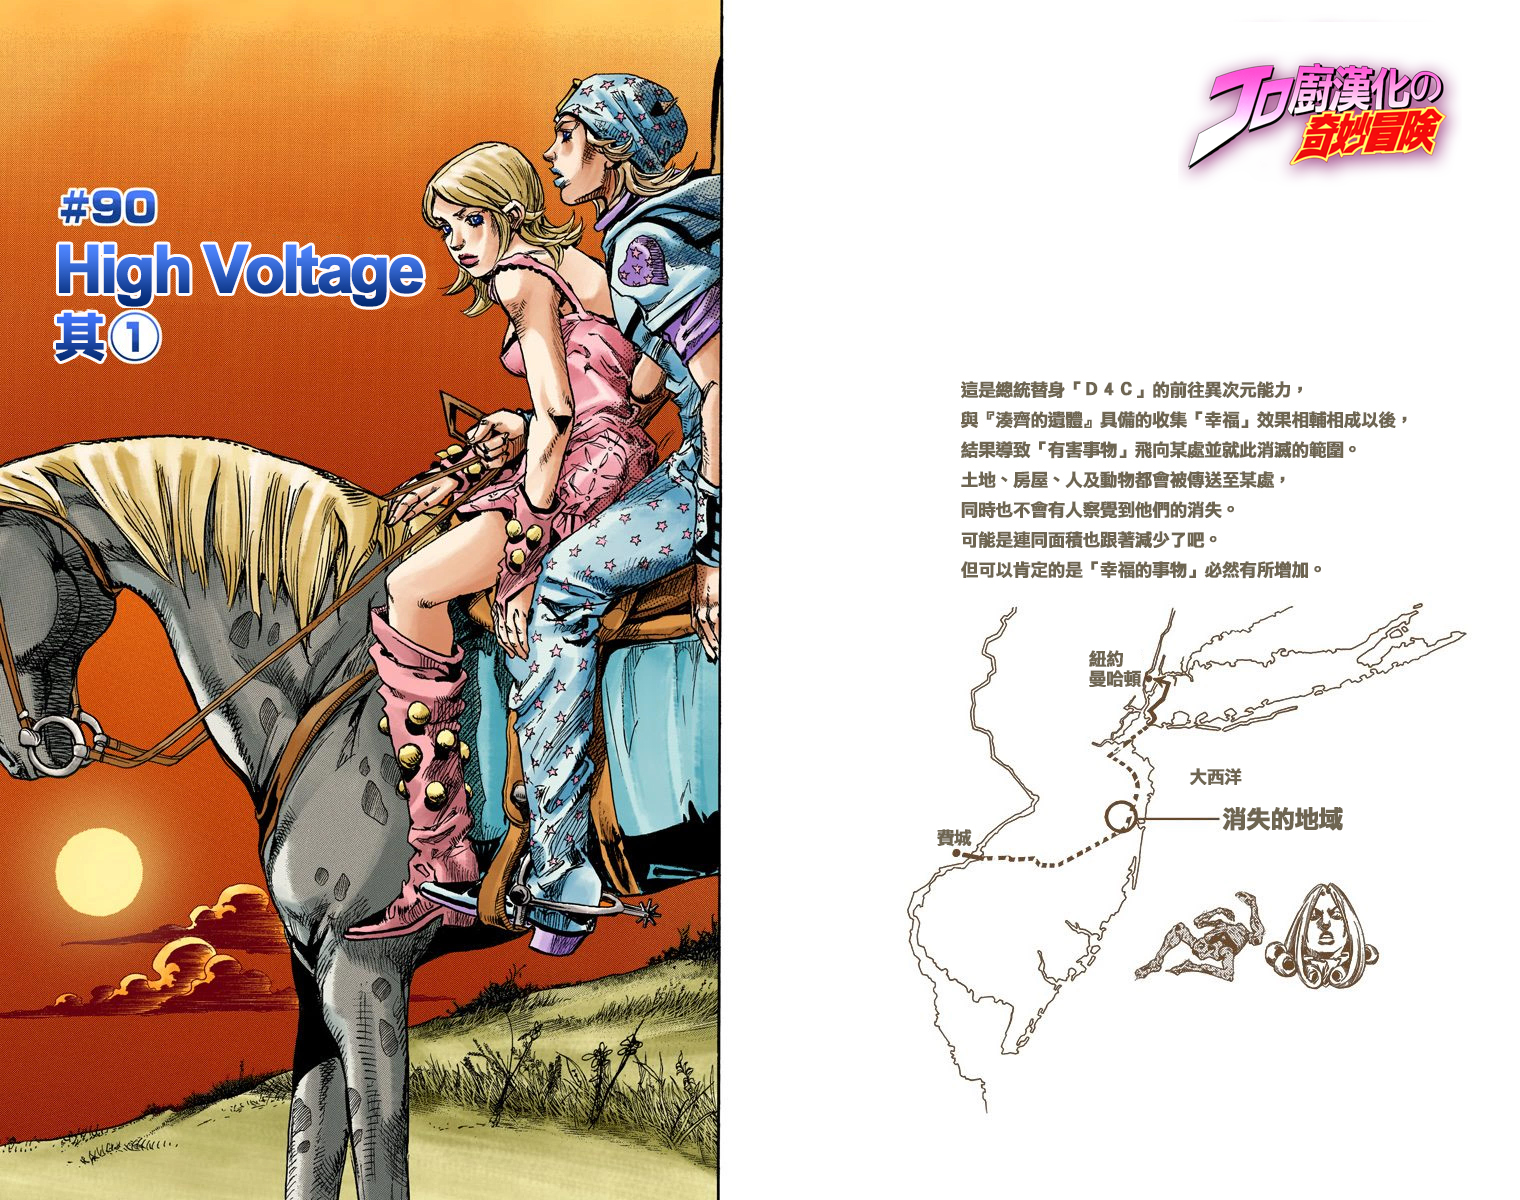 #90
High Voltage
其①
JO廚漢化の
奇妙冒険
這是總統替身「D4C」的前往異次元能力，
與『湊齊的遺體』具備的收集「幸福」效果相輔相成以後，
結果導致「有害事物」飛向某處並就此消滅的範圍。
土地、房屋、人及動物都會被傳送至某處，
同時也不會有人察覺到他們的消失。
可能是連同面積也跟著減少了吧。
但可以肯定的是「幸福的事物」必然有所增加。
紐約
曼哈頓
大西洋
消失的地域
費城